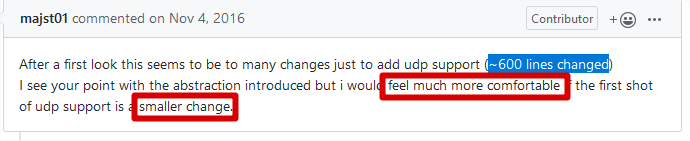 majst01 commented on Nov 4, 2016
Contributor
After a first look this seems to be to many changes just to add udp support (~600 lines changed)
I see your point with the abstraction introduced but i would feel much more comfortable if the first shot
of udp support is a smaller change.